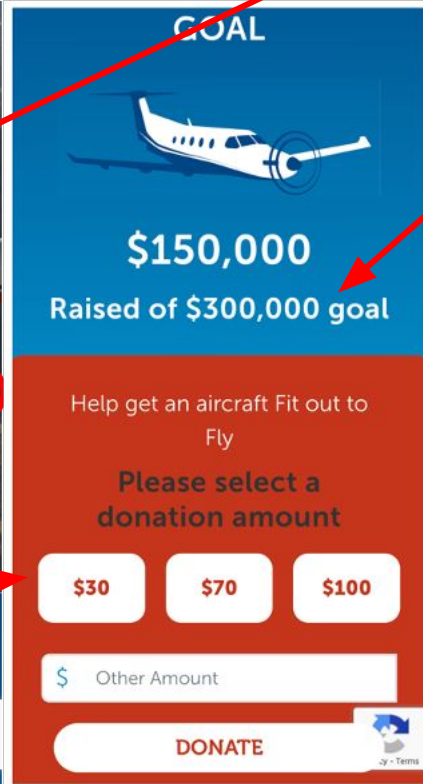 GOAL
$150,000
Raised of $300,000 goal
Help get an aircraft Fit out to
Fly
Please select a
donation amount
$30
$70
$100
$ Other Amount
DONATE
- Terms